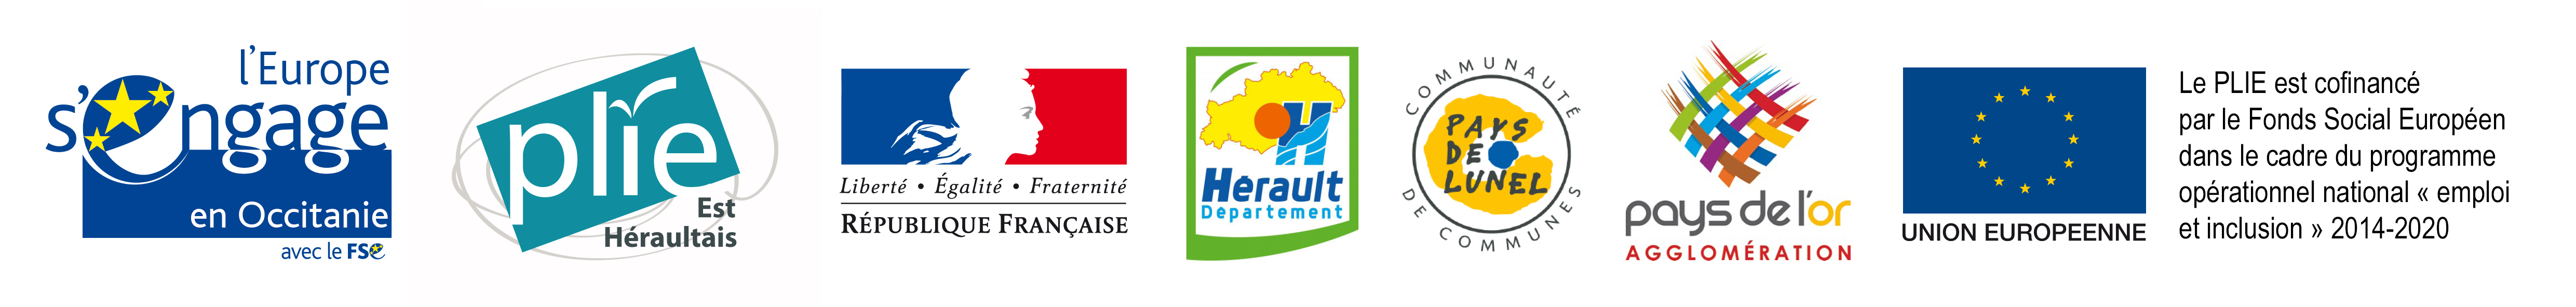 l'Europe
s'engage
en Occitanie
avec le FSe
plie
Est
Héraultais
Liberté • Égalité • Fraternité
RÉPUBLIQUE FRANÇAISE
Hérault
Département
COMMUNAUTÉ
PAYS
DE
LUNEL
DE COMMUNES
pays de l'or
AGGLOMÉRATION
UNION EUROPEENNE
Le PLIE est cofinancé
par le Fonds Social Européen
dans le cadre du programme
opérationnel national « emploi
et inclusion » 2014-2020